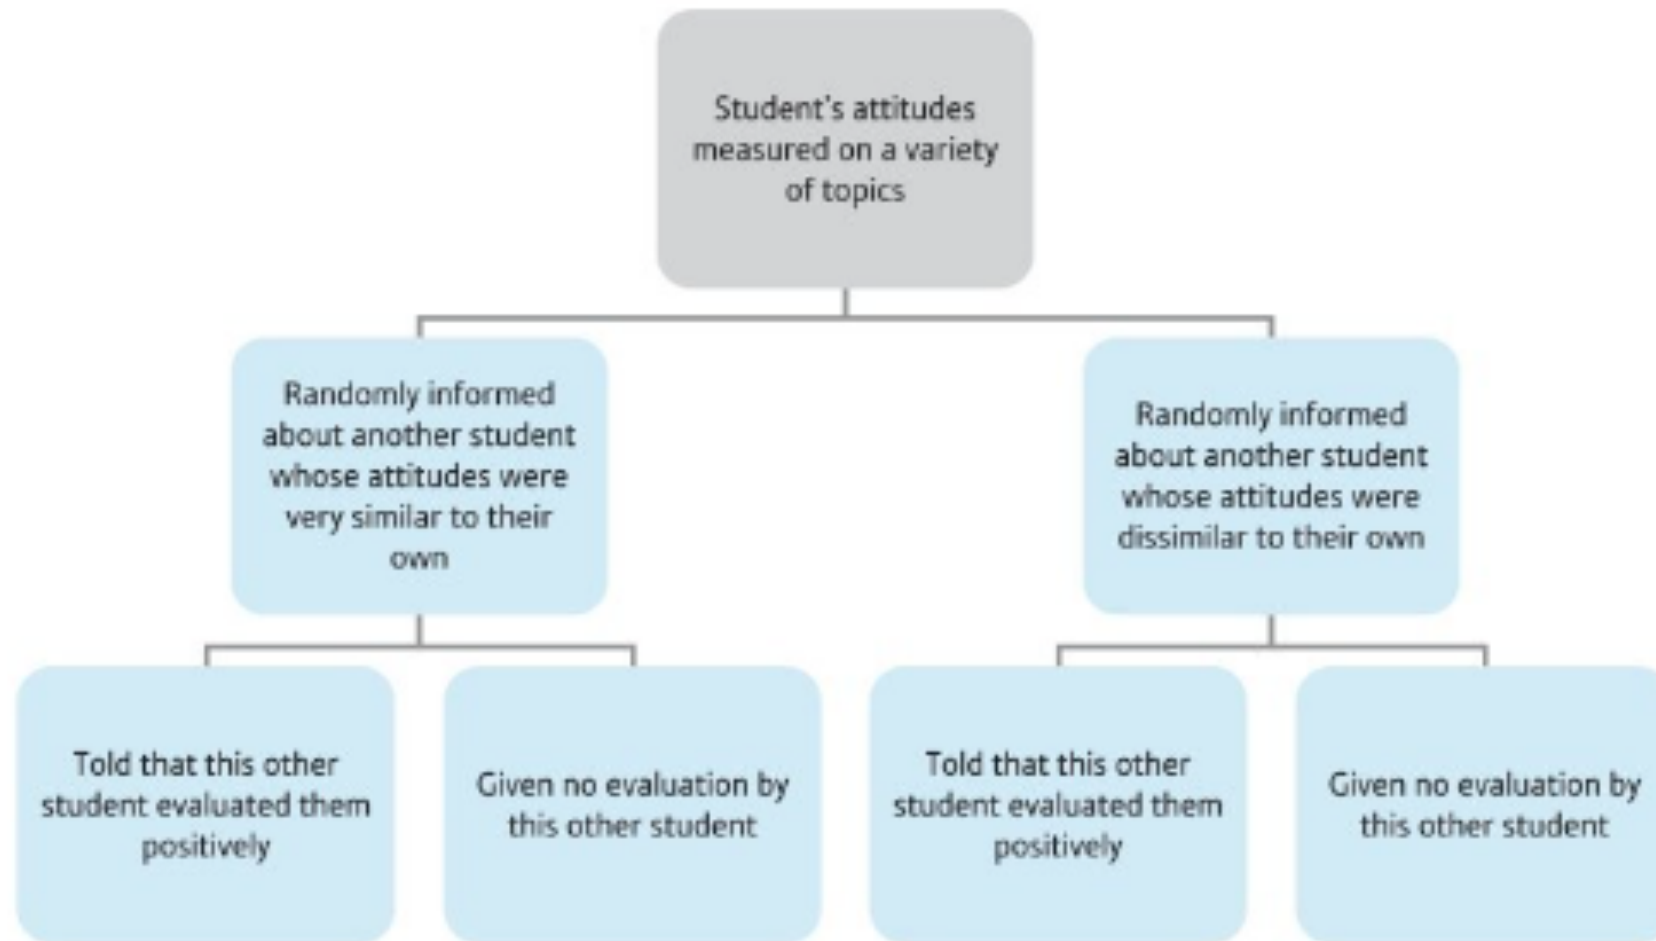 Student's attitudes
measured on a variety
of topics
Randomly informed
about another student
whose attitudes were
very similar to their
own
Randomly informed
about another student
whose attitudes were
dissimilar to their own
Told that this other
student evaluated them
positively
Given no evaluation by
this other student
Told that this other
student evaluated them
positively
Given no evaluation by
this other student